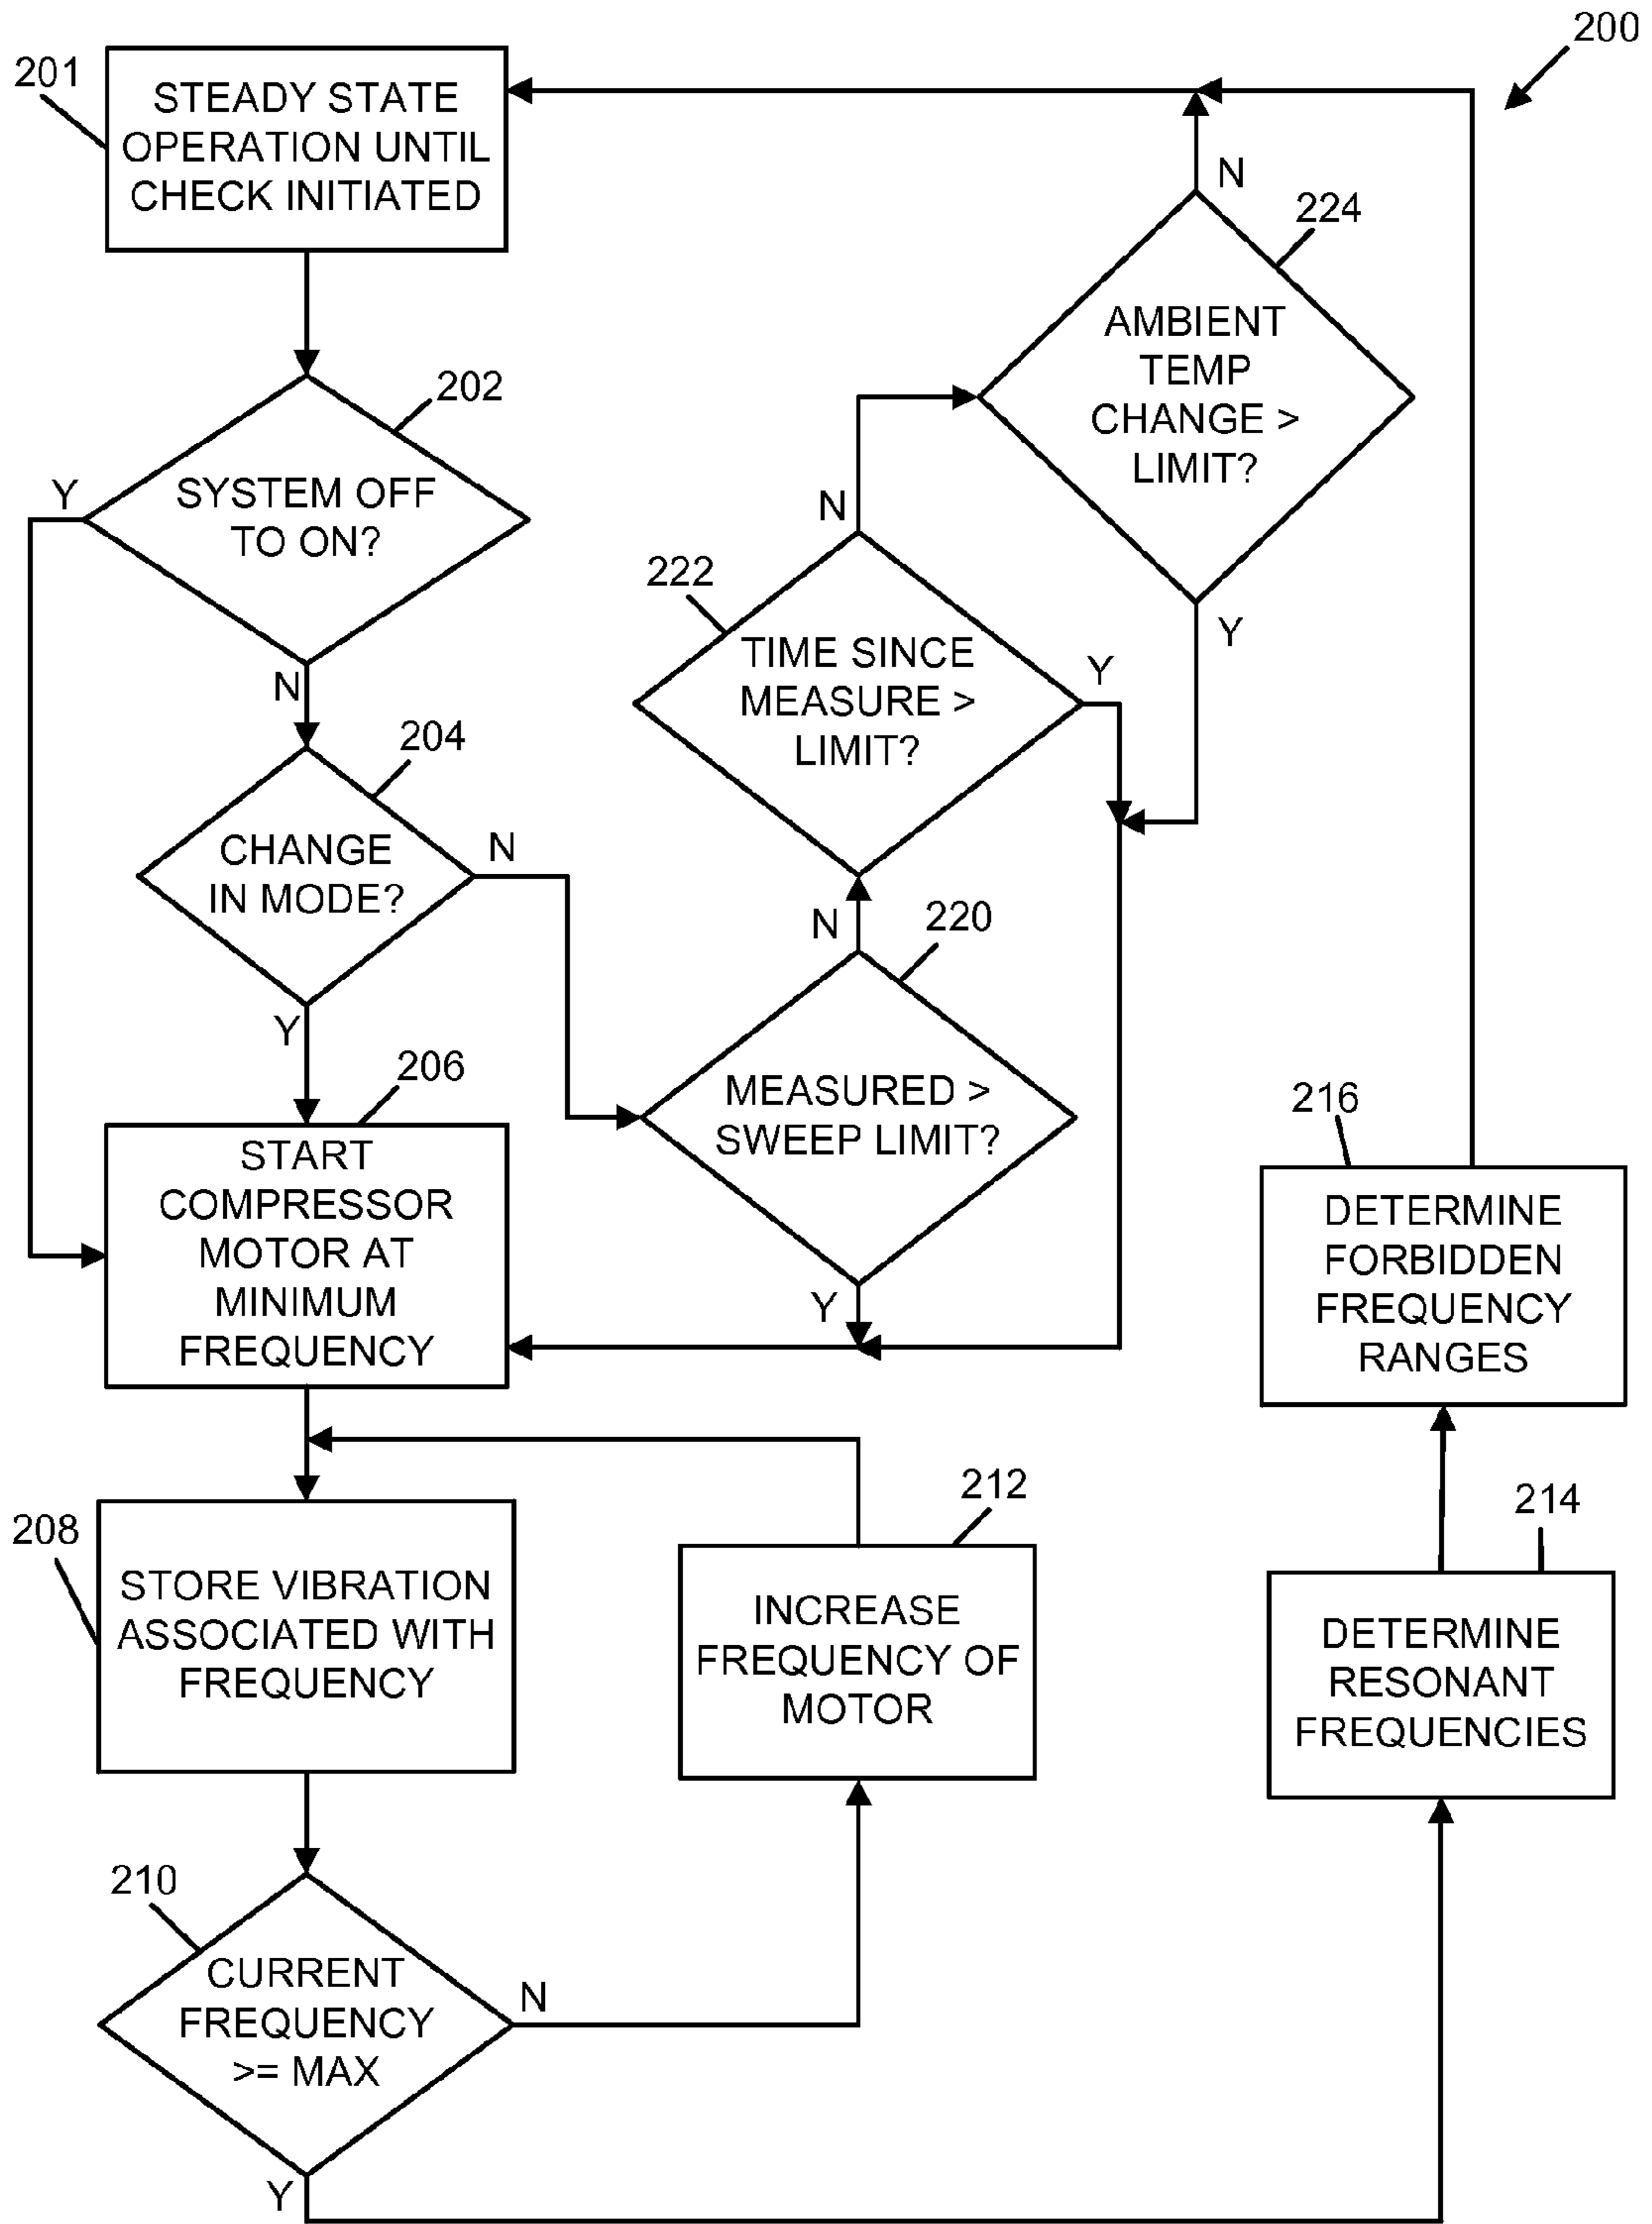 200
201
STEADY STATE
OPERATION UNTIL
CHECK INITIATED
202
SYSTEM OFF
TO ON?
Y
N
204
CHANGE
IN MODE?
N
Y
206
START
COMPRESSOR
MOTOR AT
MINIMUM
FREQUENCY
208
STORE VIBRATION
ASSOCIATED WITH
FREQUENCY
210
CURRENT
FREQUENCY
>= MAX
N
Y
212
INCREASE
FREQUENCY OF
MOTOR
220
MEASURED >
SWEEP LIMIT?
N
Y
222
TIME SINCE
MEASURE >
LIMIT?
N
Y
224
AMBIENT
TEMP
CHANGE >
LIMIT?
N
Y
216
DETERMINE
FORBIDDEN
FREQUENCY
RANGES
214
DETERMINE
RESONANT
FREQUENCIES